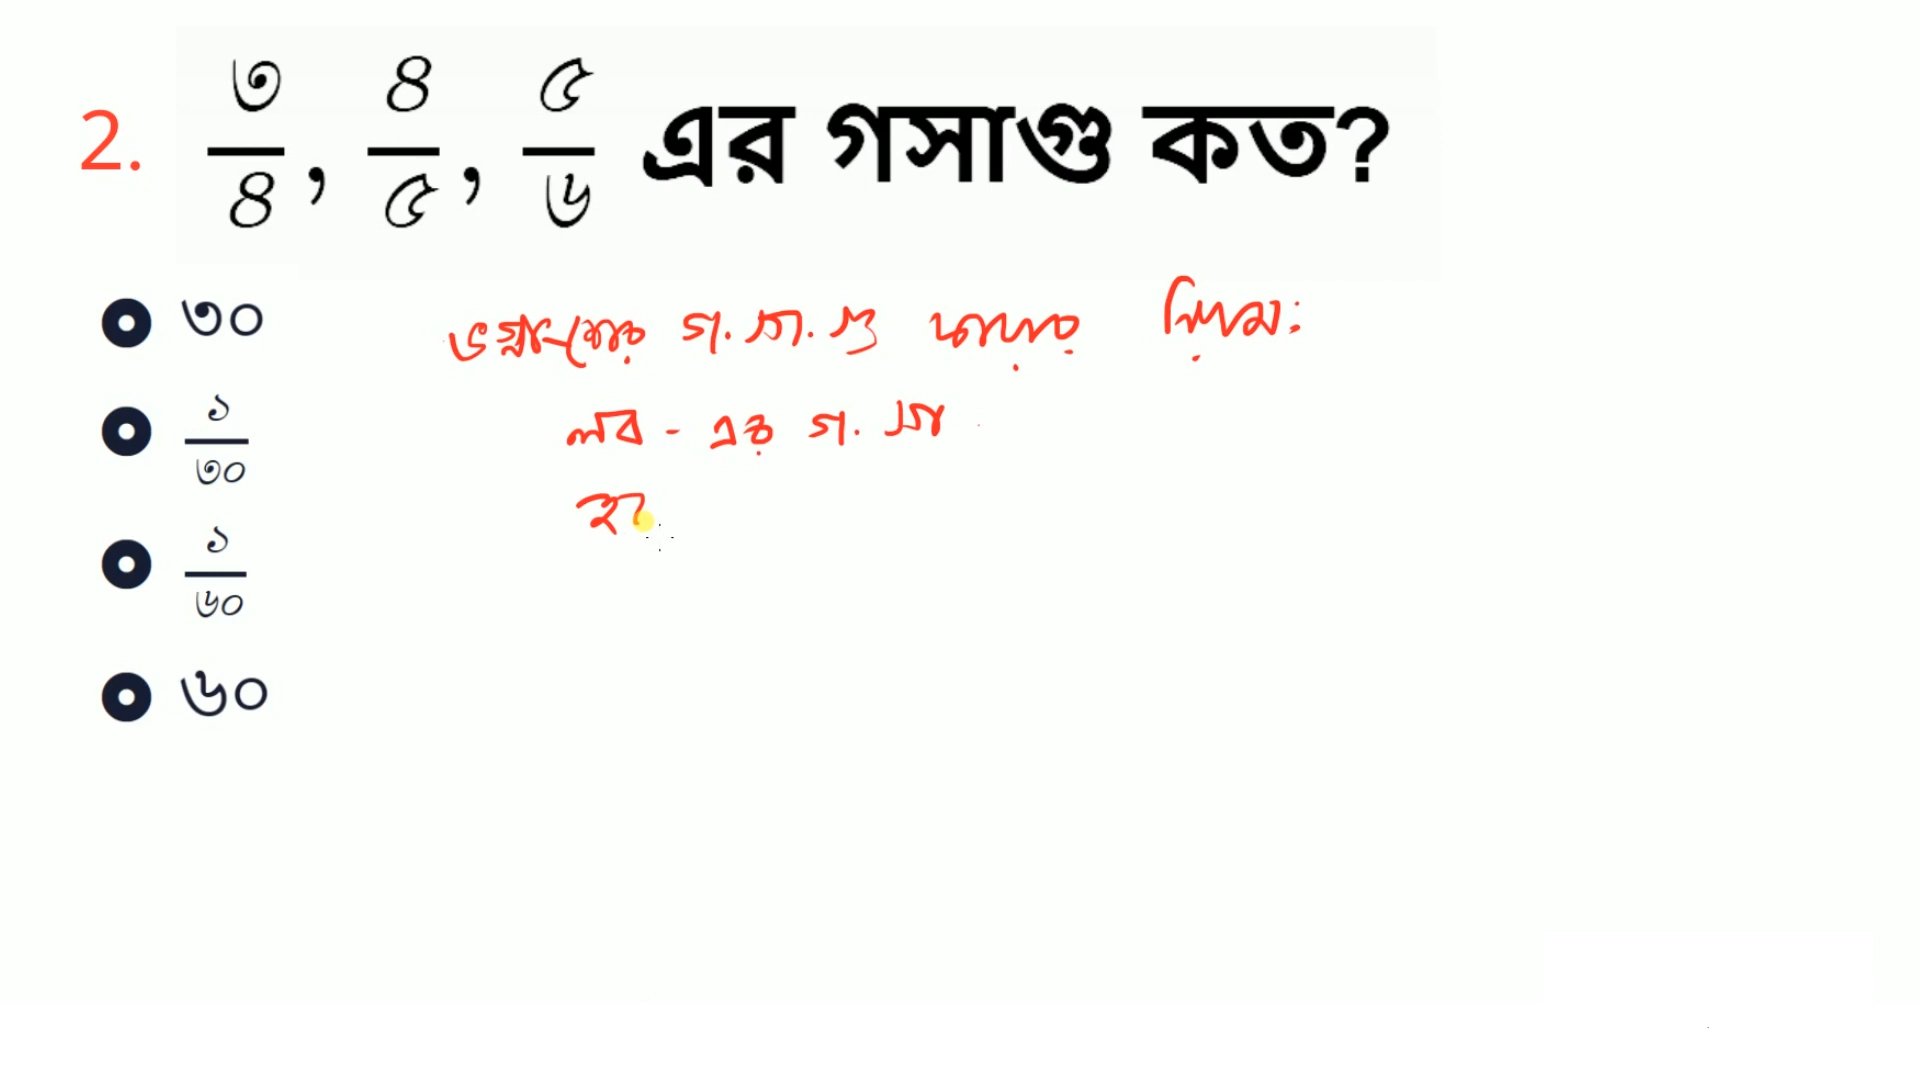 2. ৩/৪, ৪/৫, ৫/৬ এর গসাগু কত?
৩০
১/৩০
১/৬০
৬০
ভগ্নাংশের গ. সা. গু করার নিয়ম:
লব - এর গ. সা
হ